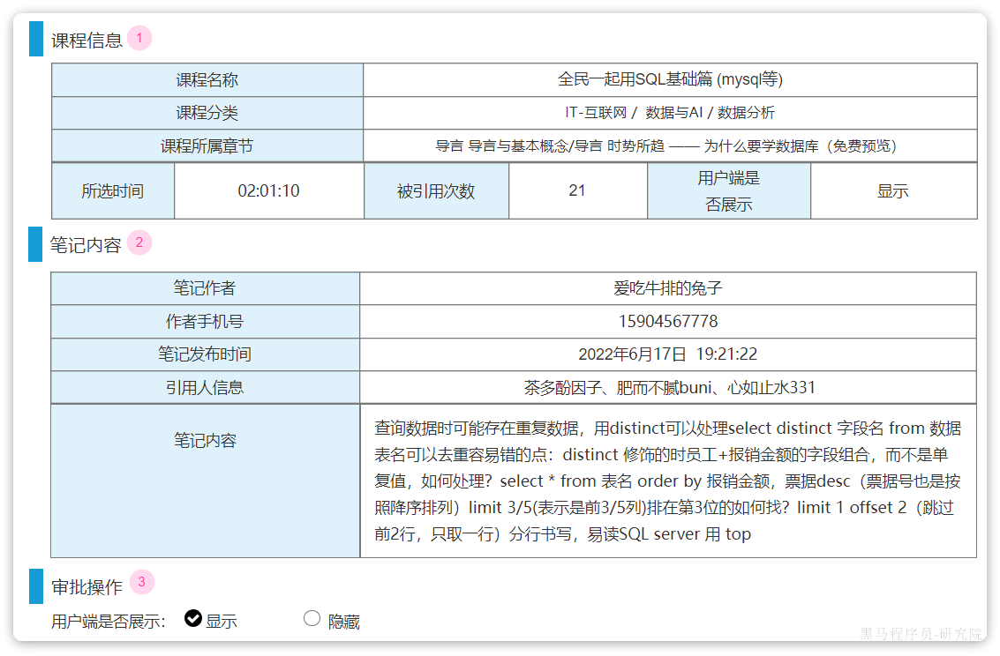 课程信息 1
课程名称 全民一起用SQL基础篇 (mysql等)
课程分类 IT-互联网 / 数据与AI / 数据分析
课程所属章节 导言 导言与基本概念/导言 时势所趋 —— 为什么要学数据库（免费预览）
所选时间 02:01:10 被引用次数 21 用户端是
否展示 显示
笔记内容 2
笔记作者 爱吃牛排的兔子
作者手机号 15904567778
笔记发布时间 2022年6月17日 19:21:22
引用人信息 茶多酚因子、肥而不腻buni、心如止水331
笔记内容
查询数据时可能存在重复数据，用distinct可以处理select distinct 字段名 from 数据
表名可以去重容易错的点：distinct 修饰的时员工+报销金额的字段组合，而不是单
复值，如何处理？select * from 表名 order by 报销金额，票据desc（票据号也是按
照降序排列）limit 3/5(表示是前3/5列)排在第3位的如何找？limit 1 offset 2（跳过
前2行，只取一行）分行书写，易读SQL server 用 top
审批操作 3
用户端是否展示： 显示 隐藏
黑马程序员-研究院